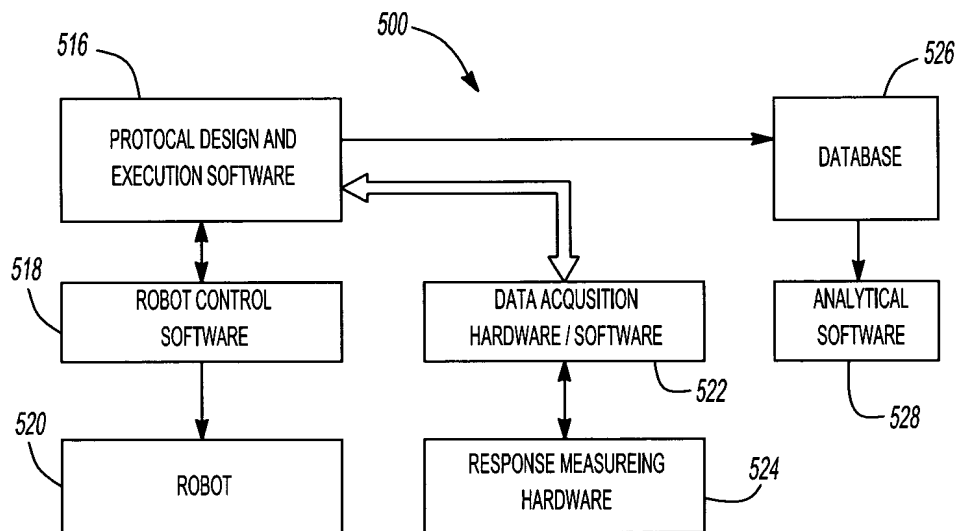 516
500
526
PROTOCAL DESIGN AND
EXECUTION SOFTWARE
DATABASE
518
ROBOT CONTROL
SOFTWARE
DATA ACQUSITION
HARDWARE / SOFTWARE
ANALYTICAL
SOFTWARE
522
528
520
ROBOT
RESPONSE MEASUREING
HARDWARE
524